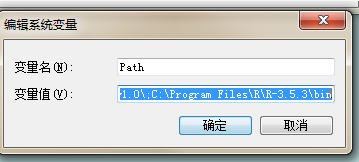 编辑系统变量
变量名(N):
Path
变量值(V):
1.0\;C:\Program Files\R\R-3.5.3\bin
确定
取消